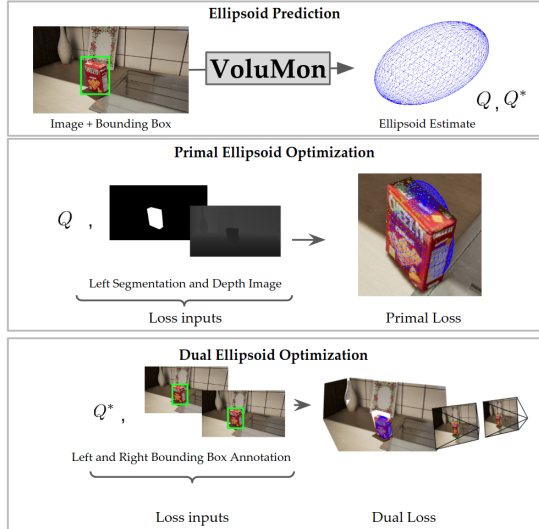 Ellipsoid Prediction
VoluMon
Q , Q*
Image + Bounding Box
Ellipsoid Estimate
Primal Ellipsoid Optimization
Q ,
Left Segmentation and Depth Image
Loss inputs
Primal Loss
Dual Ellipsoid Optimization
Q* ,
Left and Right Bounding Box Annotation
Loss inputs
Dual Loss